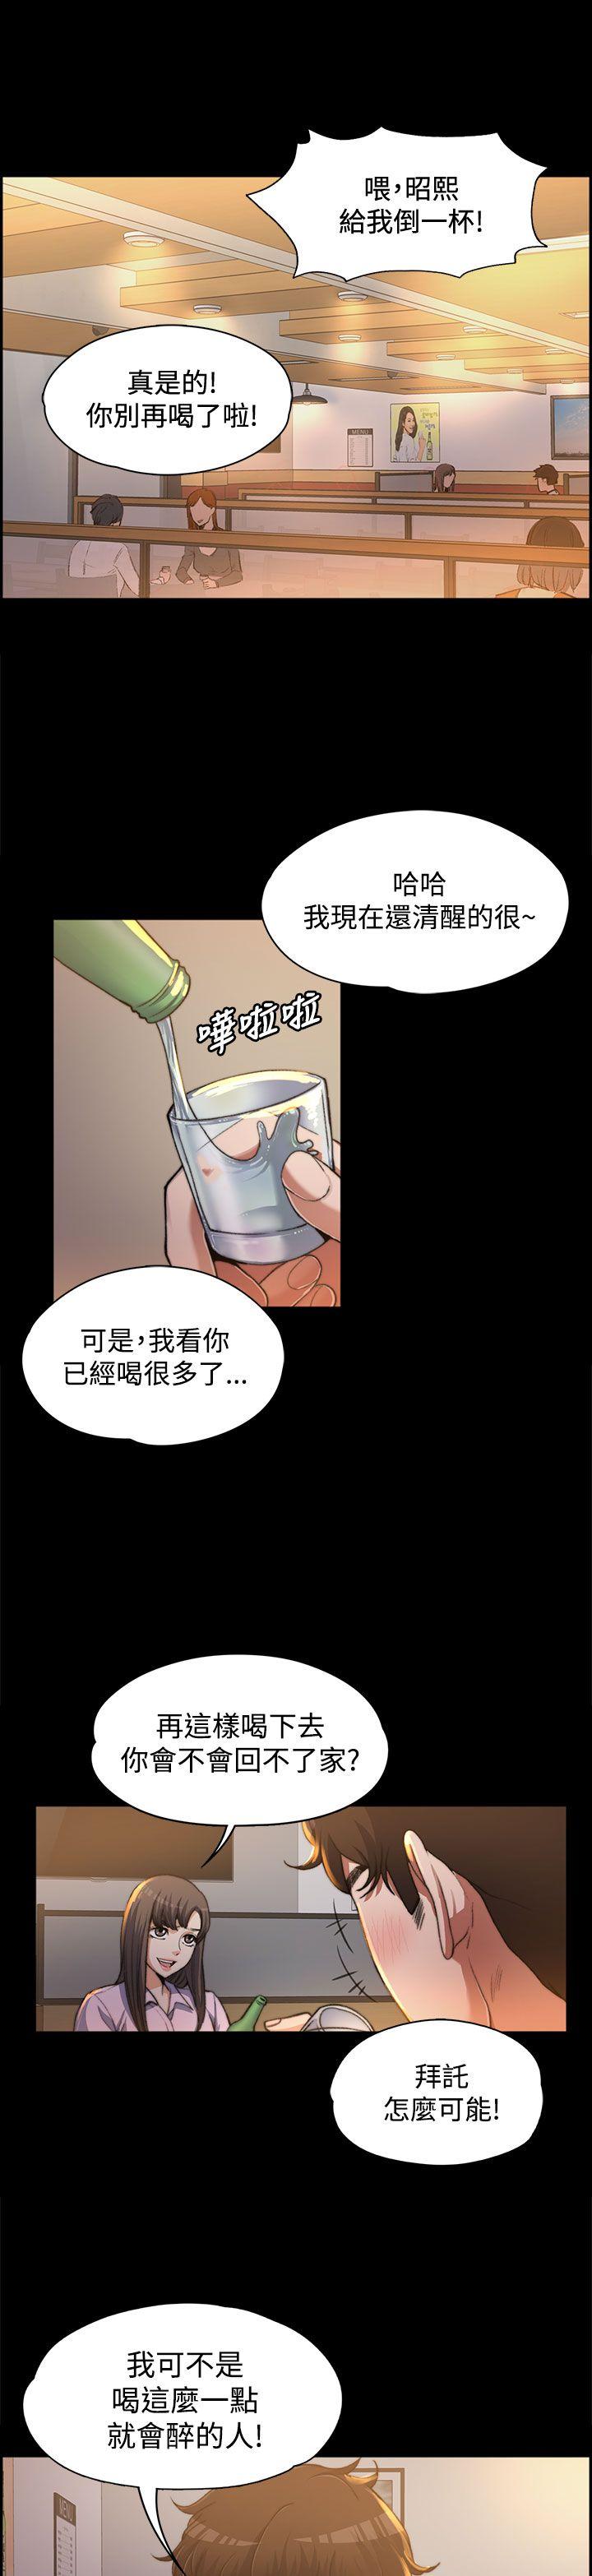 喂，昭熙
給我倒一杯！
真是的！
你別再喝了啦！
MENU
哈哈
我現在還清醒的很~
嘩啦啦
可是，我看你
已經喝很多了…
再這樣喝下去
你會不會回不了家？
拜託
怎麼可能！
我可不是
喝這麼一點
就會醉的人！
MENU